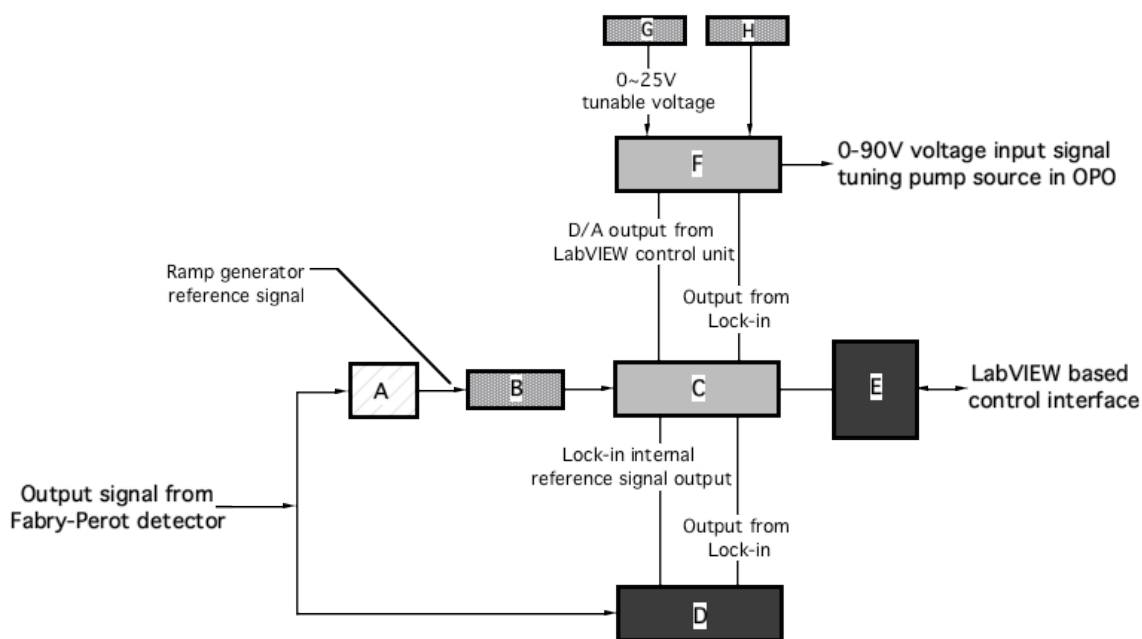 G
H
0~25V
tunable voltage
F
0-90V voltage input signal
tuning pump source in OPO
D/A output from
LabVIEW control unit
Ramp generator
reference signal
Output from
Lock-in
A
B
C
E
LabVIEW based
control interface
Lock-in internal
reference signal output
Output signal from
Fabry-Perot detector
Output from
Lock-in
D